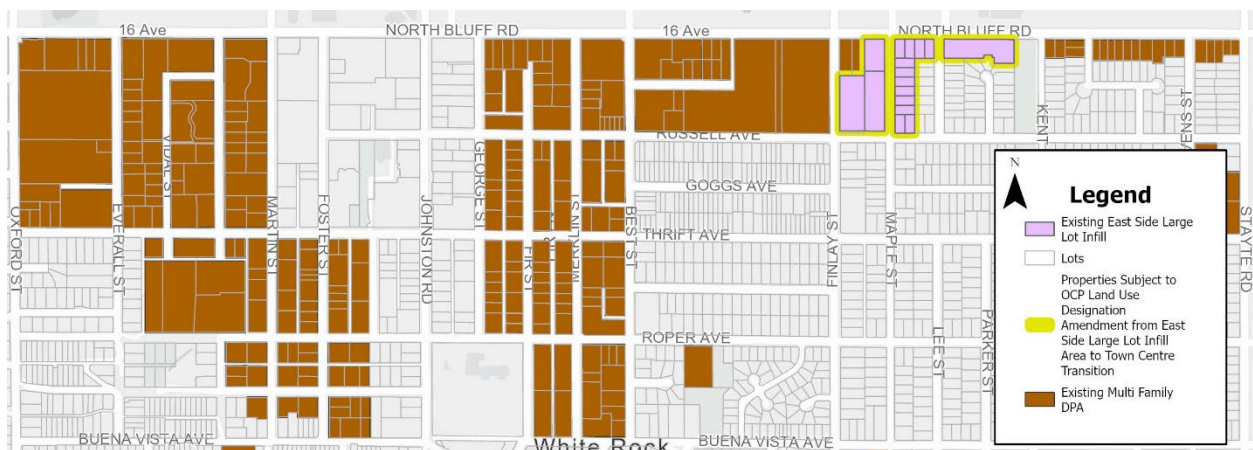 16 Ave
NORTH BLUFF RD
16 Ave
NORTH BLUFF RD
RUSSELL AVE
GOGGS AVE
THRIFT AVE
ROPER AVE
BUENA VISTA AVE
BUENA VISTA AVE
White Rock
OXFORD ST
EVERALL ST
VIDAL ST
MARTIN ST
FOSTER ST
JOHNSTON RD
GEORGE ST
FIR ST
BEST ST
FINLAY ST
MAPLE ST
LEE ST
PARKER ST
KENT
VENS ST
STAYTE RD
N
Legend
Existing East Side Large
Lot Infill
Lots
Properties Subject to
OCP Land Use
Designation
Amendment from East
Side Large Lot Infill
Area to Town Centre
Transition
Existing Multi Family
DPA